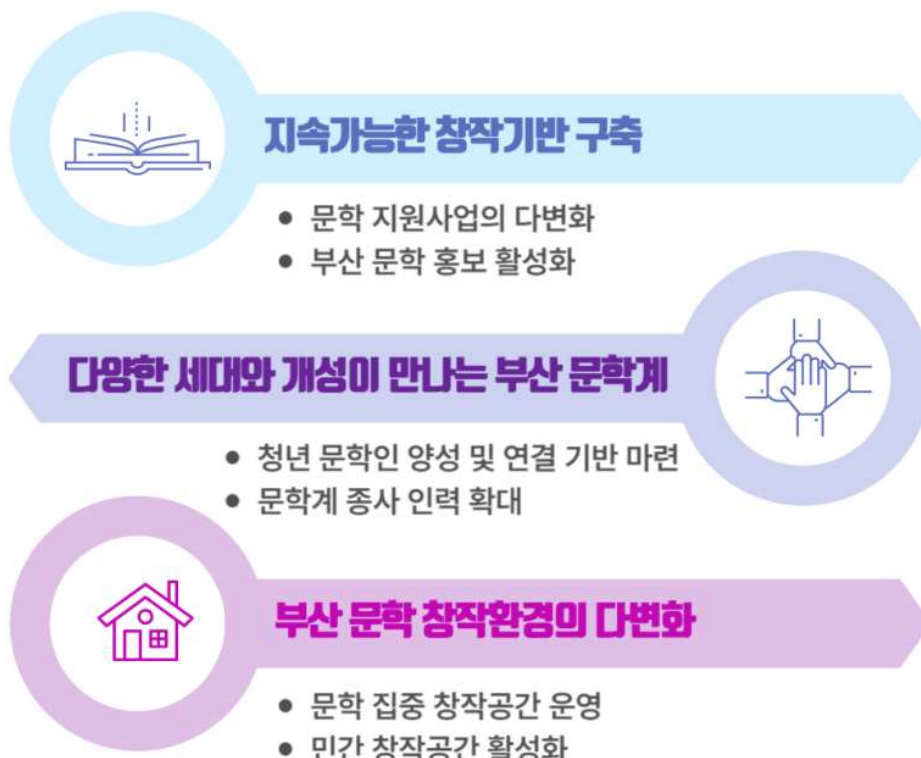 지속가능한 창작기반 구축
• 문학 지원사업의 다변화
• 부산 문학 홍보 활성화
다양한 세대와 개성이 만나는 부산 문학계
• 청년 문학인 양성 및 연결 기반 마련
• 문학계 종사 인력 확대
부산 문학 창작환경의 다변화
• 문학 집중 창작공간 운영
• 민간 창작공간 활성화